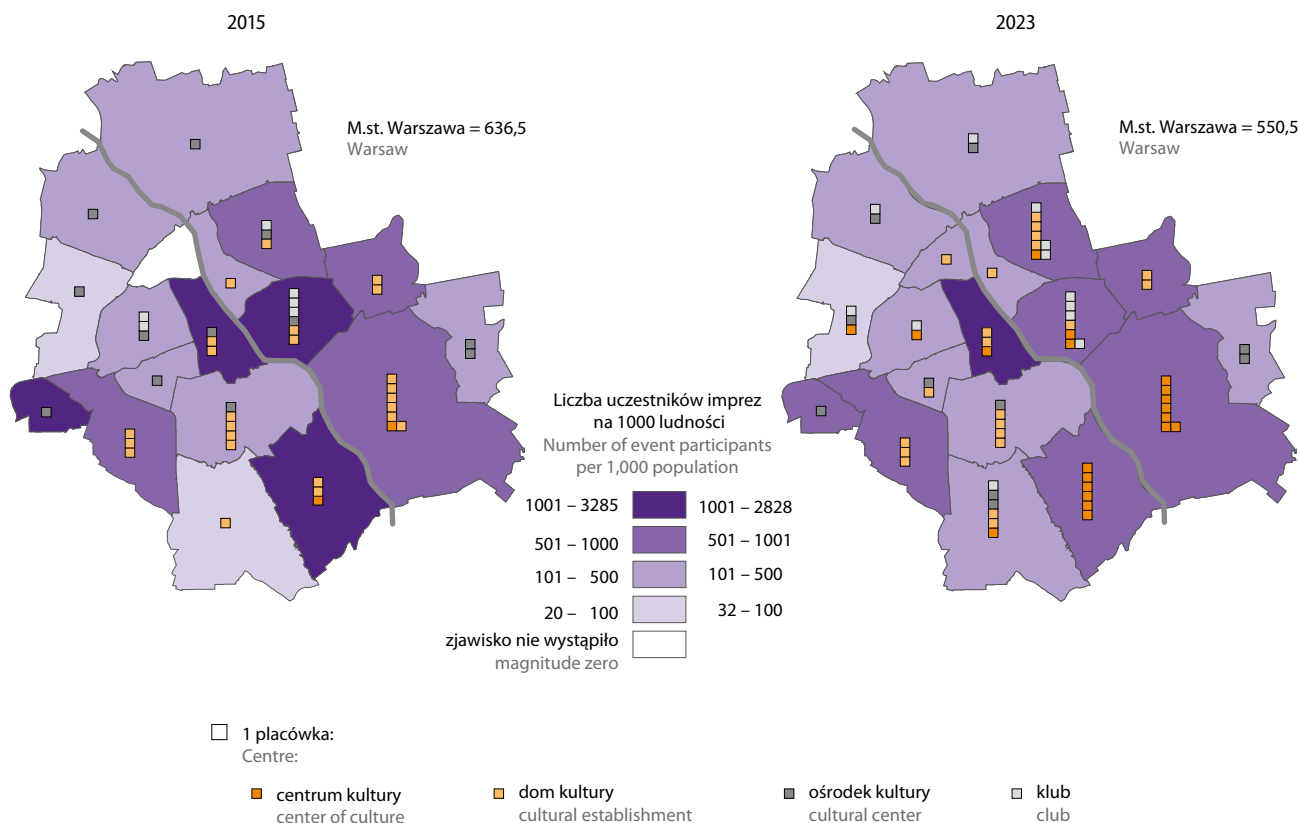 2015
2023
M.st. Warszawa = 636,5
Warsaw
M.st. Warszawa = 550,5
Warsaw
Liczba uczestników imprez
na 1000 ludności
Number of event participants
per 1,000 population
1001 – 3285
1001 – 2828
501 – 1000
501 – 1001
101 – 500
101 – 500
20 – 100
32 – 100
zjawisko nie wystąpiło
magnitude zero
1 placówka:
Centre:
centrum kultury
center of culture
dom kultury
cultural establishment
ośrodek kultury
cultural center
klub
club